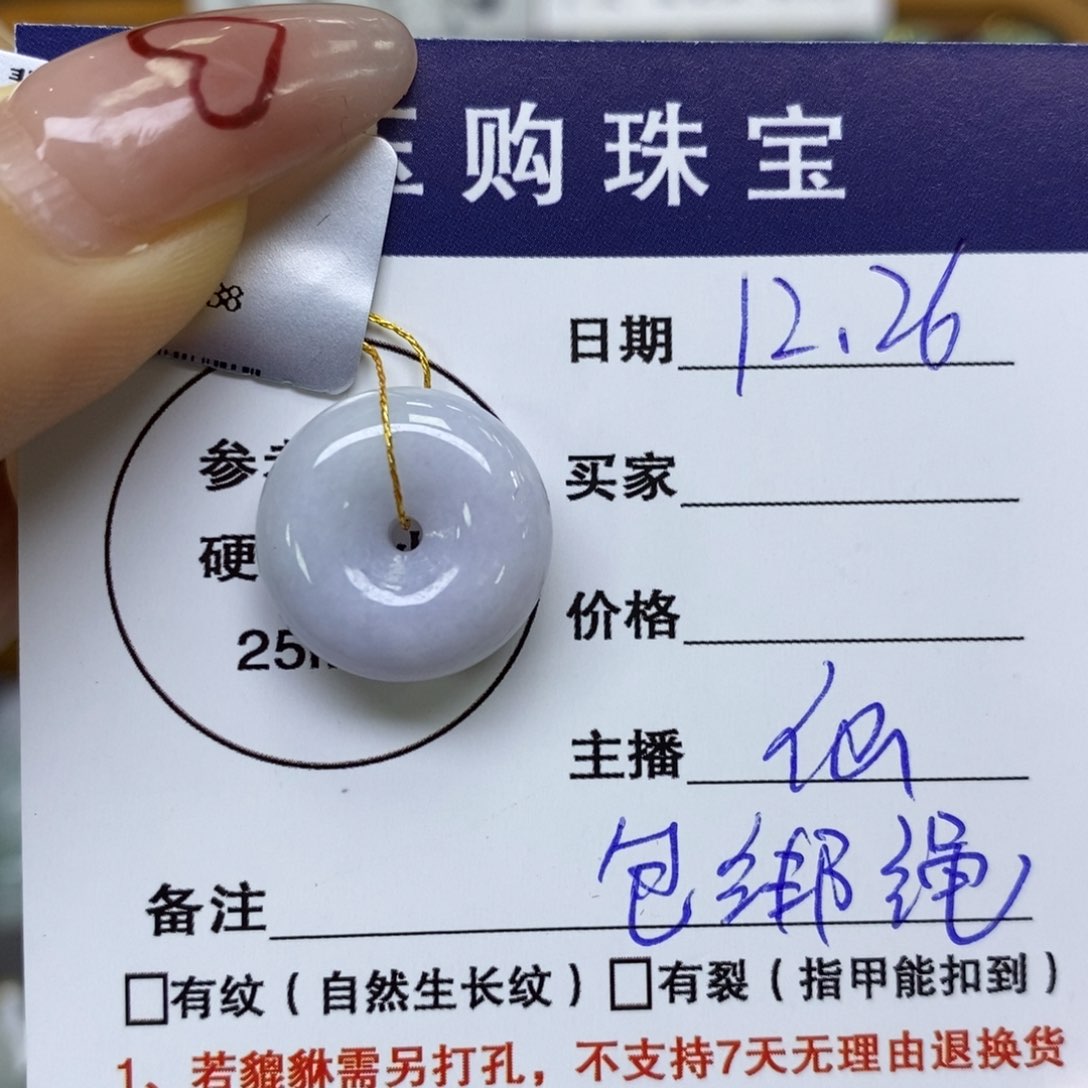 购珠宝
88
日期 12.26
参
买家
硬
价格
25
主播 仙
备注 包绑绳
□有纹（自然生长纹）□有裂（指甲能扣到）
1、若貔貅需另打孔，不支持7天无理由退换货